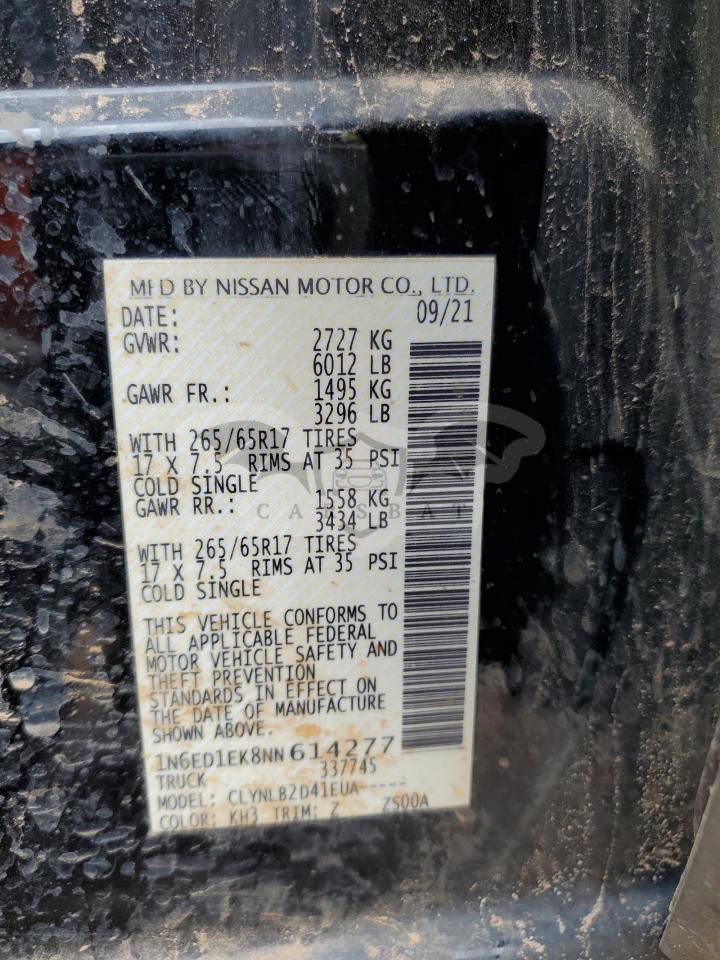 MFD BY NISSAN MOTOR CO., LTD.
DATE: 09/21
GVWR: 2727 KG
6012 LB
GAWR FR.: 1495 KG
3296 LB
WITH 265/65R17 TIRES
17 X 7.5 RIMS AT 35 PSI
COLD SINGLE
GAWR RR.: 1558 KG
3434 LB
WITH 265/65R17 TIRES
17 X 7.5 RIMS AT 35 PSI
COLD SINGLE
THIS VEHICLE CONFORMS TO
ALL APPLICABLE FEDERAL
MOTOR VEHICLE SAFETY AND
THEFT PREVENTION
STANDARDS IN EFFECT ON
THE DATE OF MANUFACTURE
SHOWN ABOVE.
1N6ED1EK8NN614277
TRUCK 337745
MODEL: CLYNLB2D41EUA-----
COLOR: KH3 TRIM: Z ZS00A
CARSBAT